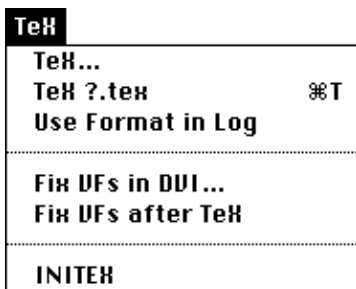 TeX
TeX...
TeX ?.tex ⌘T
Use Format in Log
Fix VFs in DVI...
Fix VFs after TeX
INITEX